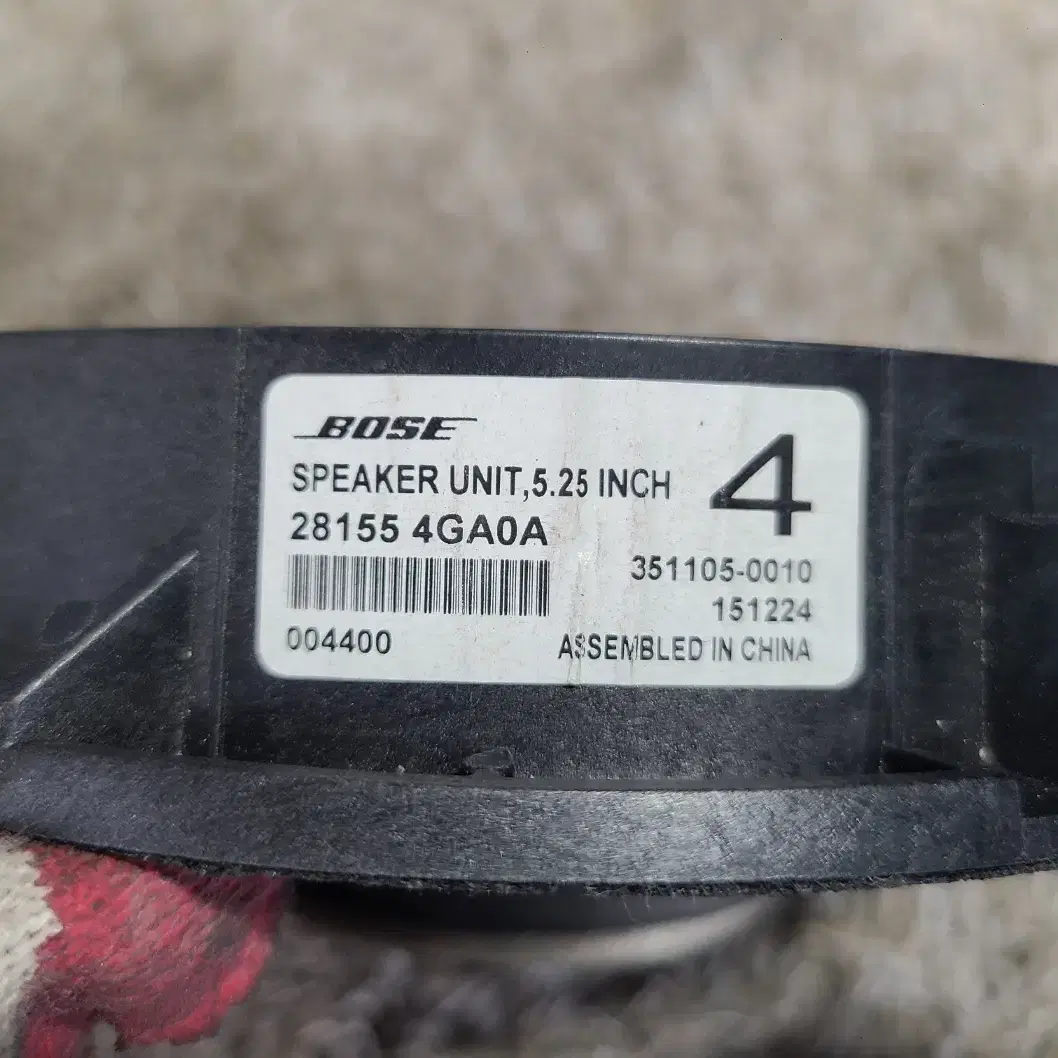 BOSE
SPEAKER UNIT,5.25 INCH
4
28155 4GA0A
351105-0010
151224
004400
ASSEMBLED IN CHINA